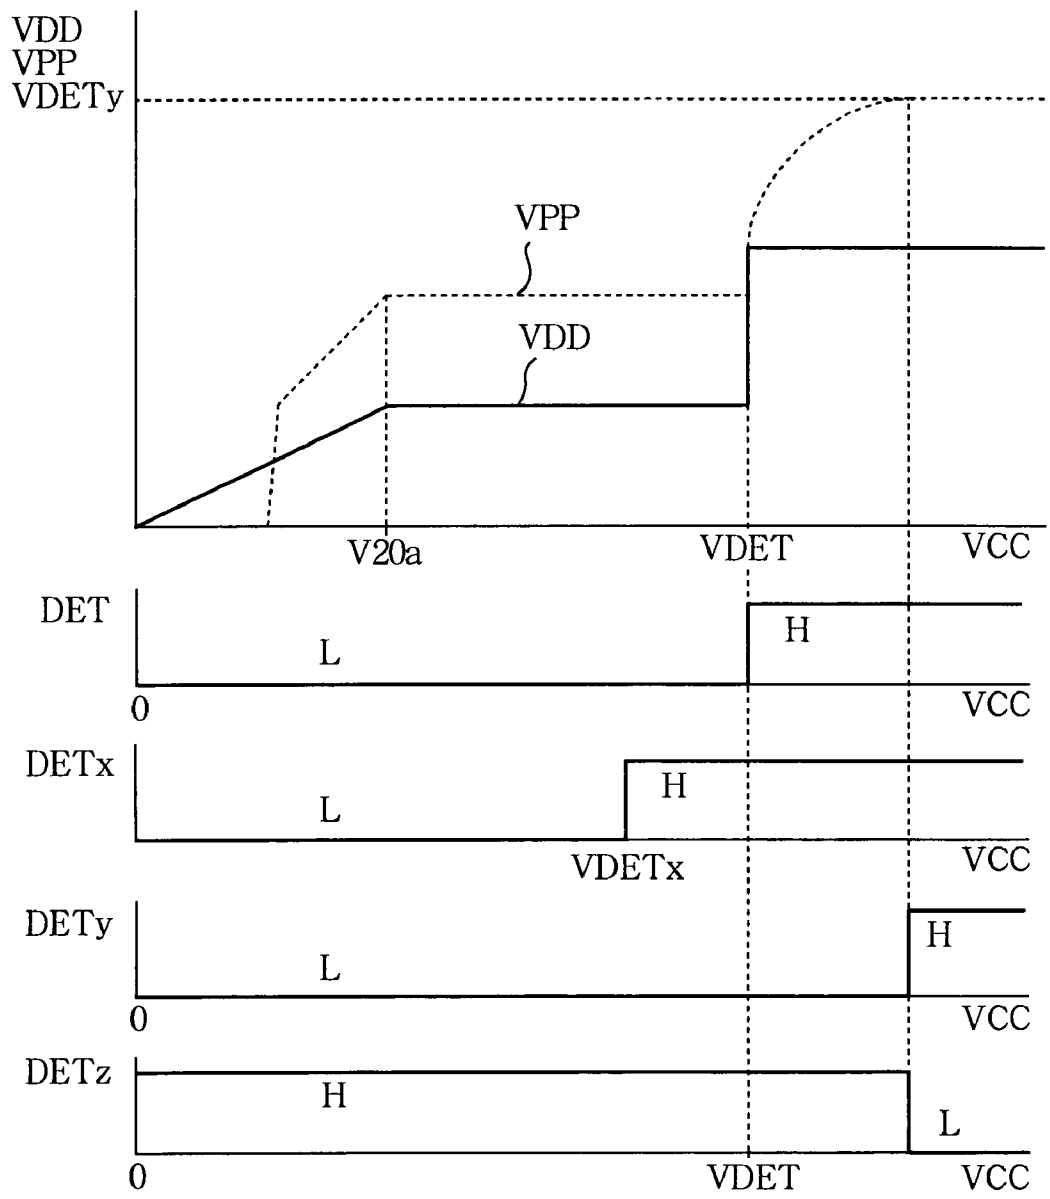 VDD
VPP
VDETy
VPP
VDD
V20a VDET VCC
DET
L H
0 VCC
DETx
L H
VDETx VCC
DETy
L H
0 VCC
DETz
H L
0 VDET VCC